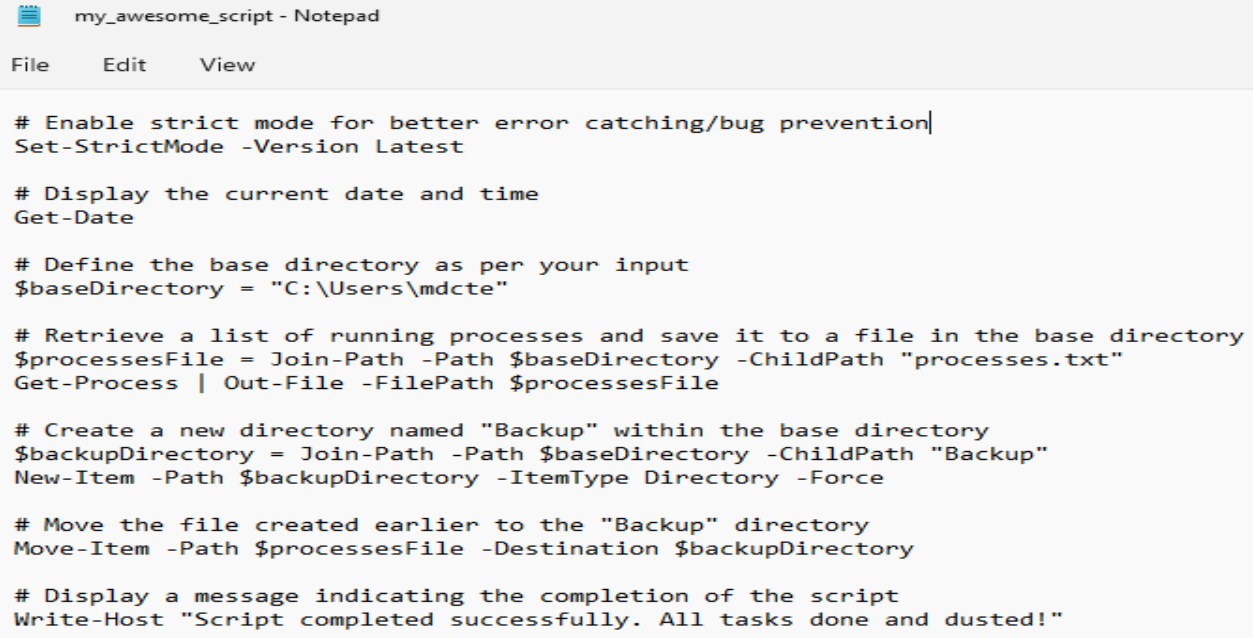 my_awesome_script - Notepad
File Edit View
# Enable strict mode for better error catching/bug prevention
Set-StrictMode -Version Latest
# Display the current date and time
Get-Date
# Define the base directory as per your input
$baseDirectory = "C:\Users\mdcte"
# Retrieve a list of running processes and save it to a file in the base directory
$processesFile = Join-Path -Path $baseDirectory -ChildPath "processes.txt"
Get-Process | Out-File -FilePath $processesFile
# Create a new directory named "Backup" within the base directory
$backupDirectory = Join-Path -Path $baseDirectory -ChildPath "Backup"
New-Item -Path $backupDirectory -ItemType Directory -Force
# Move the file created earlier to the "Backup" directory
Move-Item -Path $processesFile -Destination $backupDirectory
# Display a message indicating the completion of the script
Write-Host "Script completed successfully. All tasks done and dusted!"